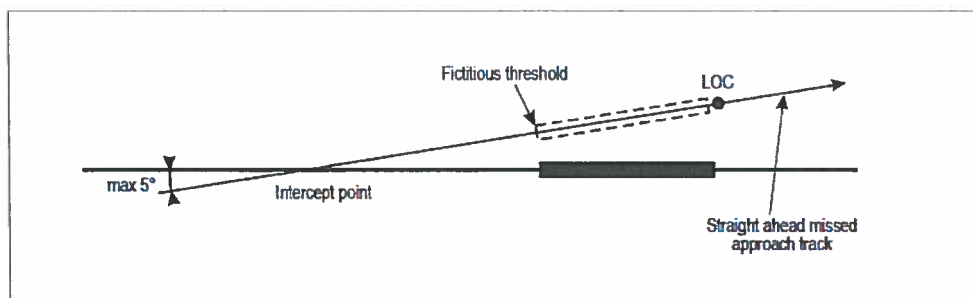 Fictitious threshold
LOC
max 5°
Intercept point
Straight ahead missed
approach track